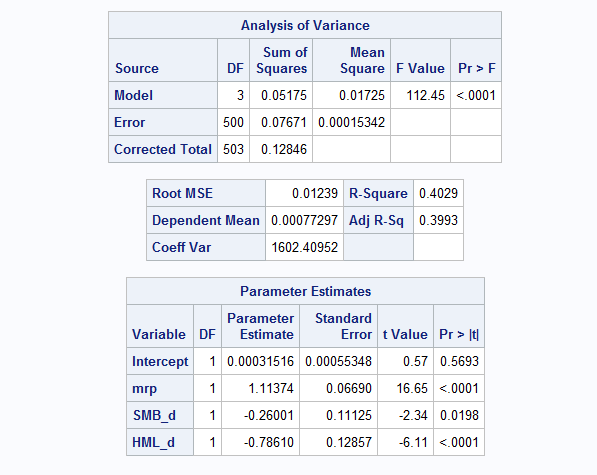 Analysis of Variance
Source DF Sum of Squares Mean Square F Value Pr > F
Model 3 0.05175 0.01725 112.45 <.0001
Error 500 0.07671 0.00015342
Corrected Total 503 0.12846
Root MSE 0.01239 R-Square 0.4029
Dependent Mean 0.00077297 Adj R-Sq 0.3993
Coeff Var 1602.40952
Parameter Estimates
Variable DF Parameter Estimate Standard Error t Value Pr > |t|
Intercept 1 0.00031516 0.00055348 0.57 0.5693
mrp 1 1.11374 0.06690 16.65 <.0001
SMB_d 1 -0.26001 0.11125 -2.34 0.0198
HML_d 1 -0.78610 0.12857 -6.11 <.0001